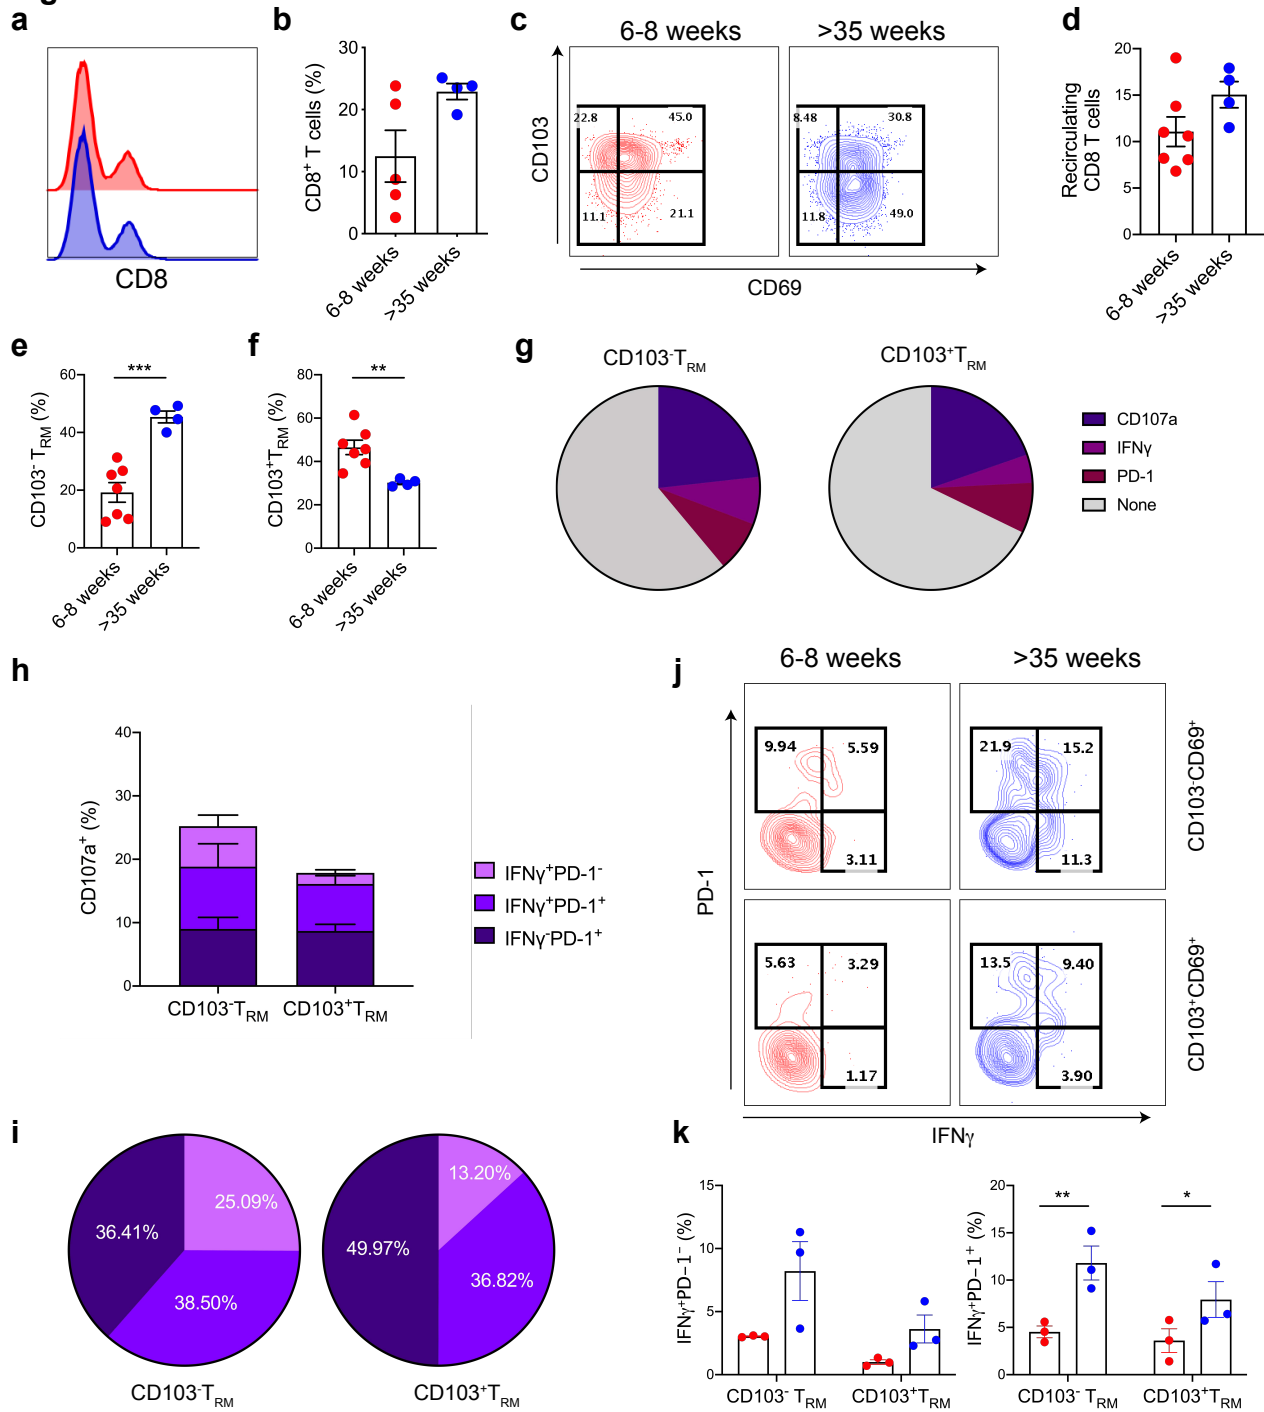 a
CD8
b
CD8⁺ T cells (%)
30
20
10
0
6-8 weeks
>35 weeks
c
6-8 weeks
>35 weeks
CD103
22.8
45.0
11.1
21.1
8.48
30.8
11.8
49.0
CD69
d
Recirculating
CD8 T cells
20
15
10
5
0
6-8 weeks
>35 weeks
e
CD103⁻ T_RM (%)
60
40
20
0
***
6-8 weeks
>35 weeks
f
CD103⁺T_RM (%)
80
60
40
20
0
**
6-8 weeks
>35 weeks
g
CD103⁻T_RM
CD103⁺T_RM
CD107a
IFNγ
PD-1
None
h
CD107a⁺ (%)
40
30
20
10
0
CD103⁻T_RM
CD103⁺T_RM
IFNγ⁺PD-1⁻
IFNγ⁺PD-1⁺
IFNγ⁻PD-1⁺
i
25.09%
36.41%
38.50%
CD103⁻T_RM
13.20%
49.97%
36.82%
CD103⁺T_RM
j
6-8 weeks
>35 weeks
PD-1
9.94
5.59
3.11
21.9
15.2
11.3
CD103⁻CD69⁺
5.63
3.29
1.17
13.5
9.40
3.90
CD103⁺CD69⁺
IFNγ
k
IFNγ⁺PD−1⁻ (%)
15
10
5
0
CD103⁻ T_RM
CD103⁺T_RM
IFNγ⁺PD−1⁺ (%)
20
15
10
5
0
**
*
CD103⁻ T_RM
CD103⁺T_RM